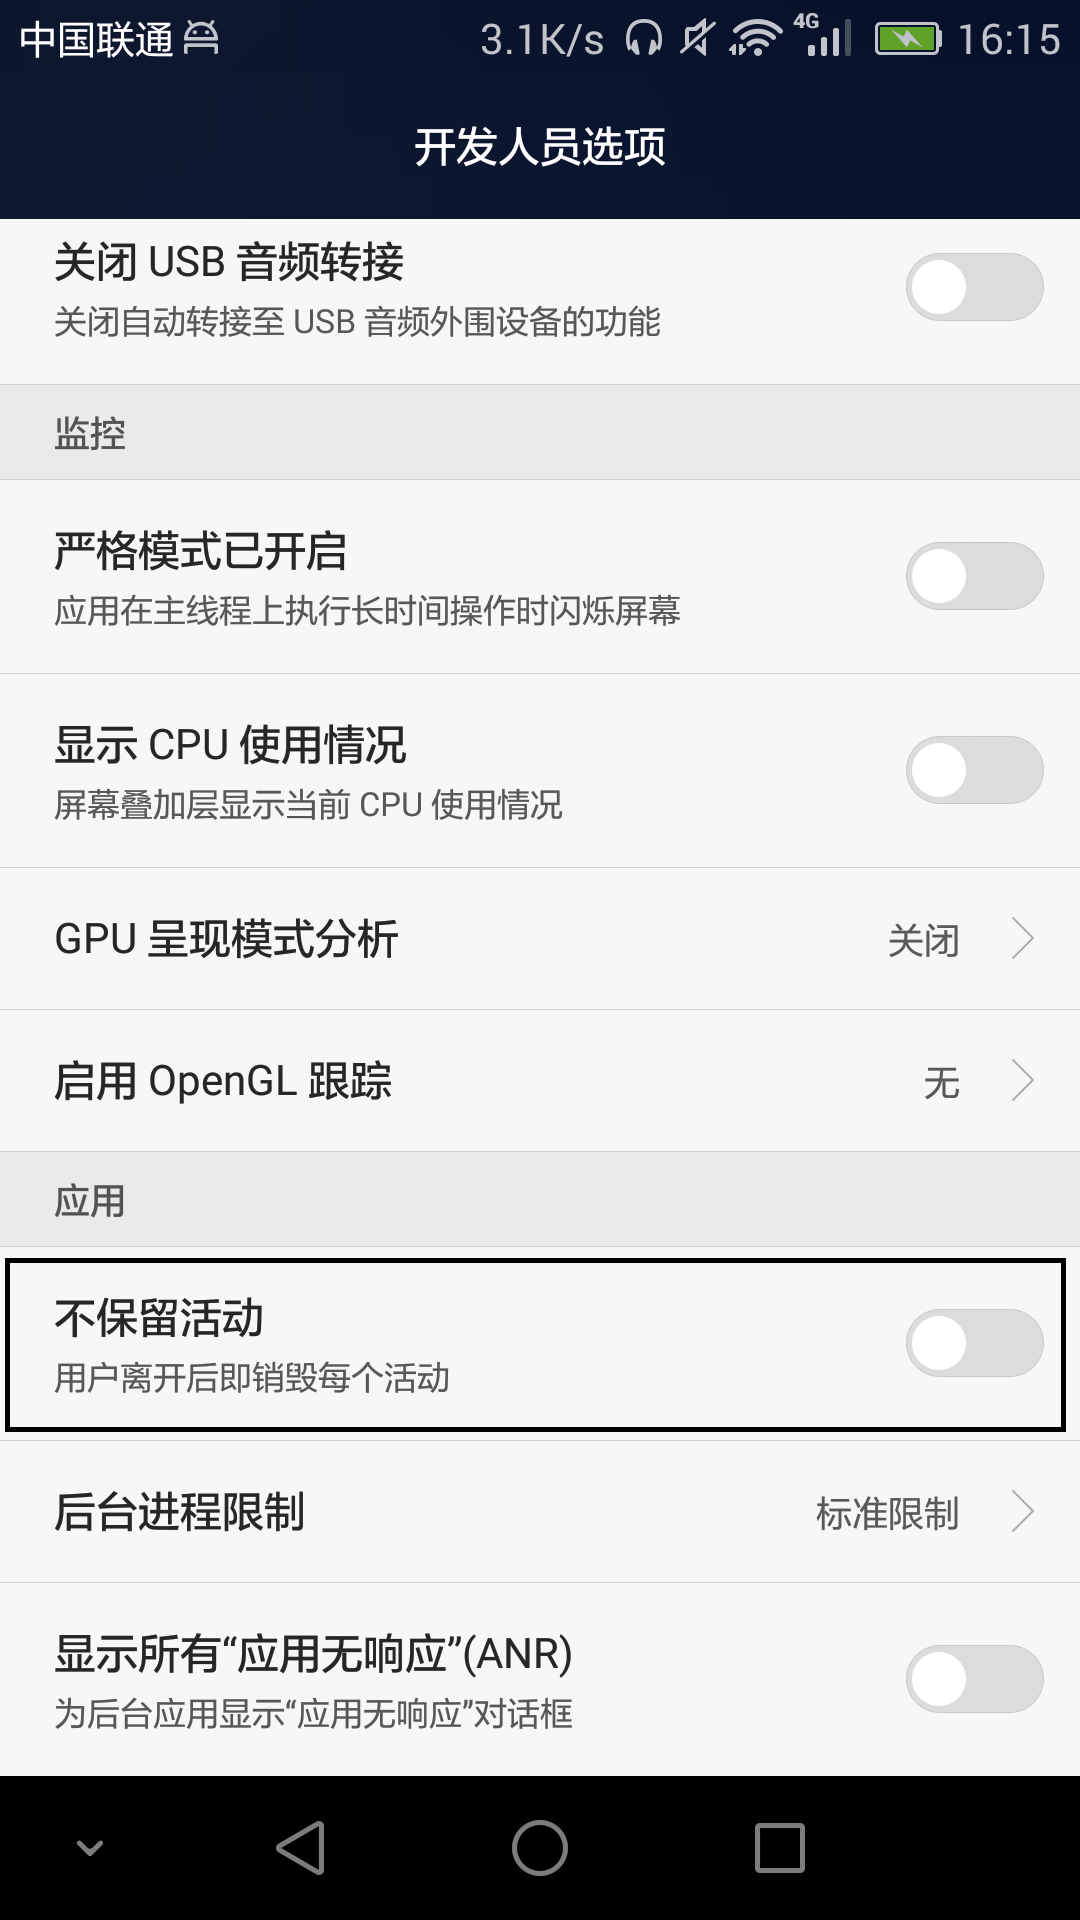 中国联通 3.1K/s 4G 16:15
开发人员选项
关闭 USB 音频转接
关闭自动转接至 USB 音频外围设备的功能
监控
严格模式已开启
应用在主线程上执行长时间操作时闪烁屏幕
显示 CPU 使用情况
屏幕叠加层显示当前 CPU 使用情况
GPU 呈现模式分析 关闭
启用 OpenGL 跟踪 无
应用
不保留活动
用户离开后即销毁每个活动
后台进程限制 标准限制
显示所有“应用无响应”(ANR)
为后台应用显示“应用无响应”对话框